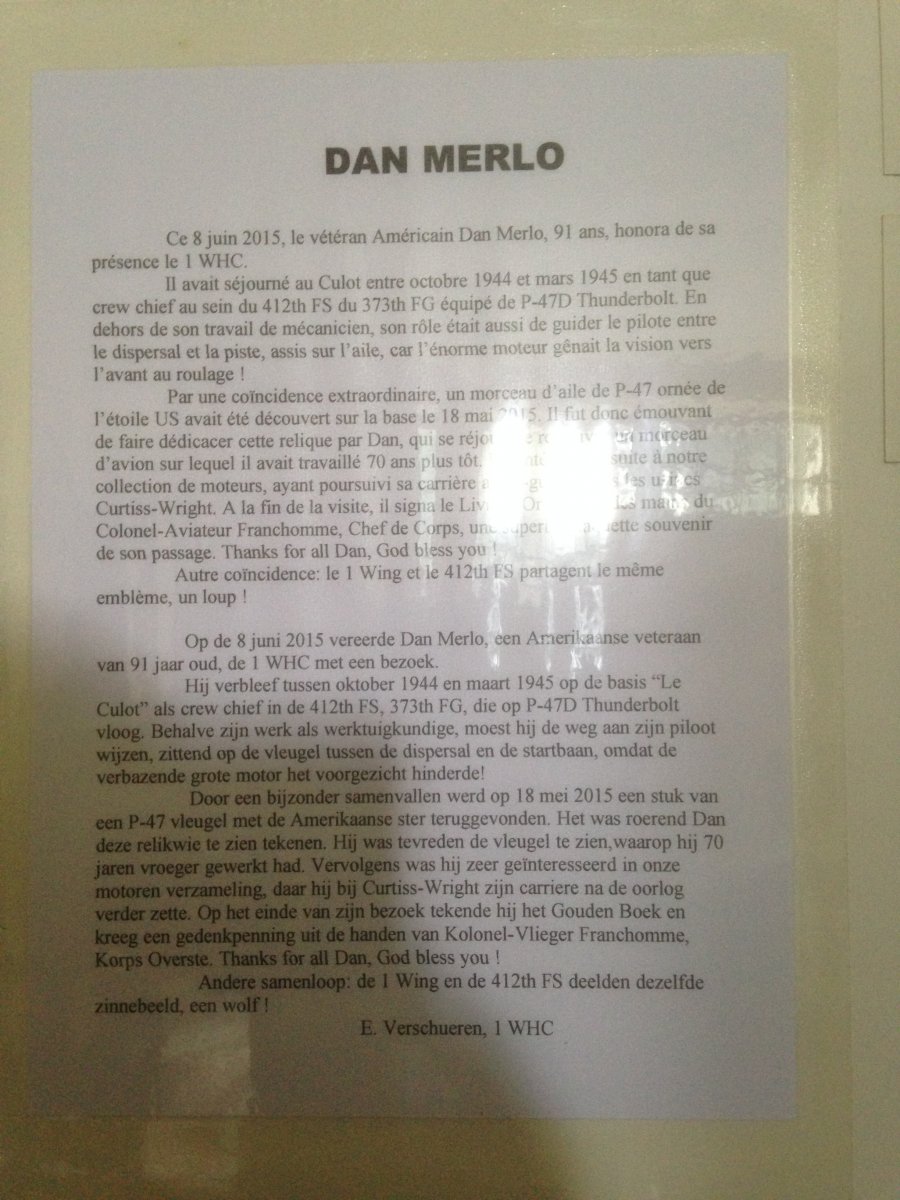 DAN MERLO
Ce 8 juin 2015, le vétéran Américain Dan Merlo, 91 ans, honora de sa
présence le 1 WHC.
Il avait séjourné au Culot entre octobre 1944 et mars 1945 en tant que
crew chief au sein du 412th FS du 373th FG équipé de P-47D Thunderbolt. En
dehors de son travail de mécanicien, son rôle était aussi de guider le pilote entre
le dispersal et la piste, assis sur l'aile, car l'énorme moteur gênait la vision vers
l'avant au roulage !
Par une coïncidence extraordinaire, un morceau d'aile de P-47 ornée de
l'étoile US avait été découvert sur la base le 18 mai 2015. Il fut donc émouvant
de faire dédicacer cette relique par Dan, qui se un morceau
d'avion sur lequel il avait travaillé 70 ans plus tôt. à notre
collection de moteurs, ayant poursuivi sa carrière les usines
Curtiss-Wright. A la fin de la visite, il signa le des mains du
Colonel-Aviateur Franchomme, Chef de Corps, une souvenir
de son passage. Thanks for all Dan, God bless you !
Autre coïncidence: le 1 Wing et le 412th FS partagent le même
emblème, un loup !
Op de 8 juni 2015 vereerde Dan Merlo, een Amerikaanse veteraan
van 91 jaar oud, de 1 WHC met een bezoek.
Hij verbleef tussen oktober 1944 en maart 1945 op de basis “Le
Culot” als crew chief in de 412th FS, 373th FG, die op P-47D Thunderbolt
vloog. Behalve zijn werk als werktuigkundige, moest hij de weg aan zijn piloot
wijzen, zittend op de vleugel tussen de dispersal en de startbaan, omdat de
verbazende grote motor het voorgezicht hinderde!
Door een bijzonder samenvallen werd op 18 mei 2015 een stuk van
een P-47 vleugel met de Amerikaanse ster teruggevonden. Het was roerend Dan
deze relikwie te zien tekenen. Hij was tevreden de vleugel te zien,waarop hij 70
jaren vroeger gewerkt had. Vervolgens was hij zeer geïnteresseerd in onze
motoren verzameling, daar hij bij Curtiss-Wright zijn carriere na de oorlog
verder zette. Op het einde van zijn bezoek tekende hij het Gouden Boek en
kreeg een gedenkpenning uit de handen van Kolonel-Vlieger Franchomme,
Korps Overste. Thanks for all Dan, God bless you !
Andere samenloop: de 1 Wing en de 412th FS deelden dezelfde
zinnebeeld, een wolf !
E. Verschueren, 1 WHC